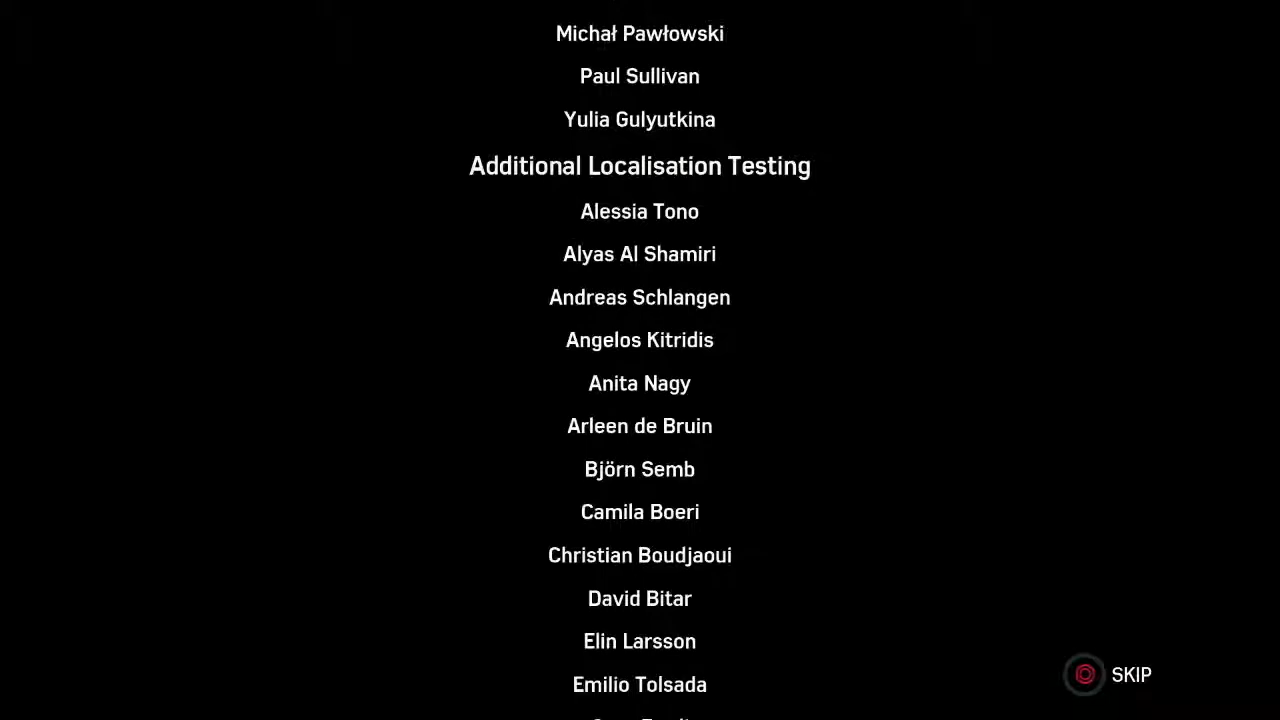 Michał Pawłowski
Paul Sullivan
Yulia Gulyutkina
Additional Localisation Testing
Alessia Tono
Alyas Al Shamiri
Andreas Schlangen
Angelos Kitridis
Anita Nagy
Arleen de Bruin
Björn Semb
Camila Boeri
Christian Boudjaoui
David Bitar
Elin Larsson
Emilio Tolsada
SKIP